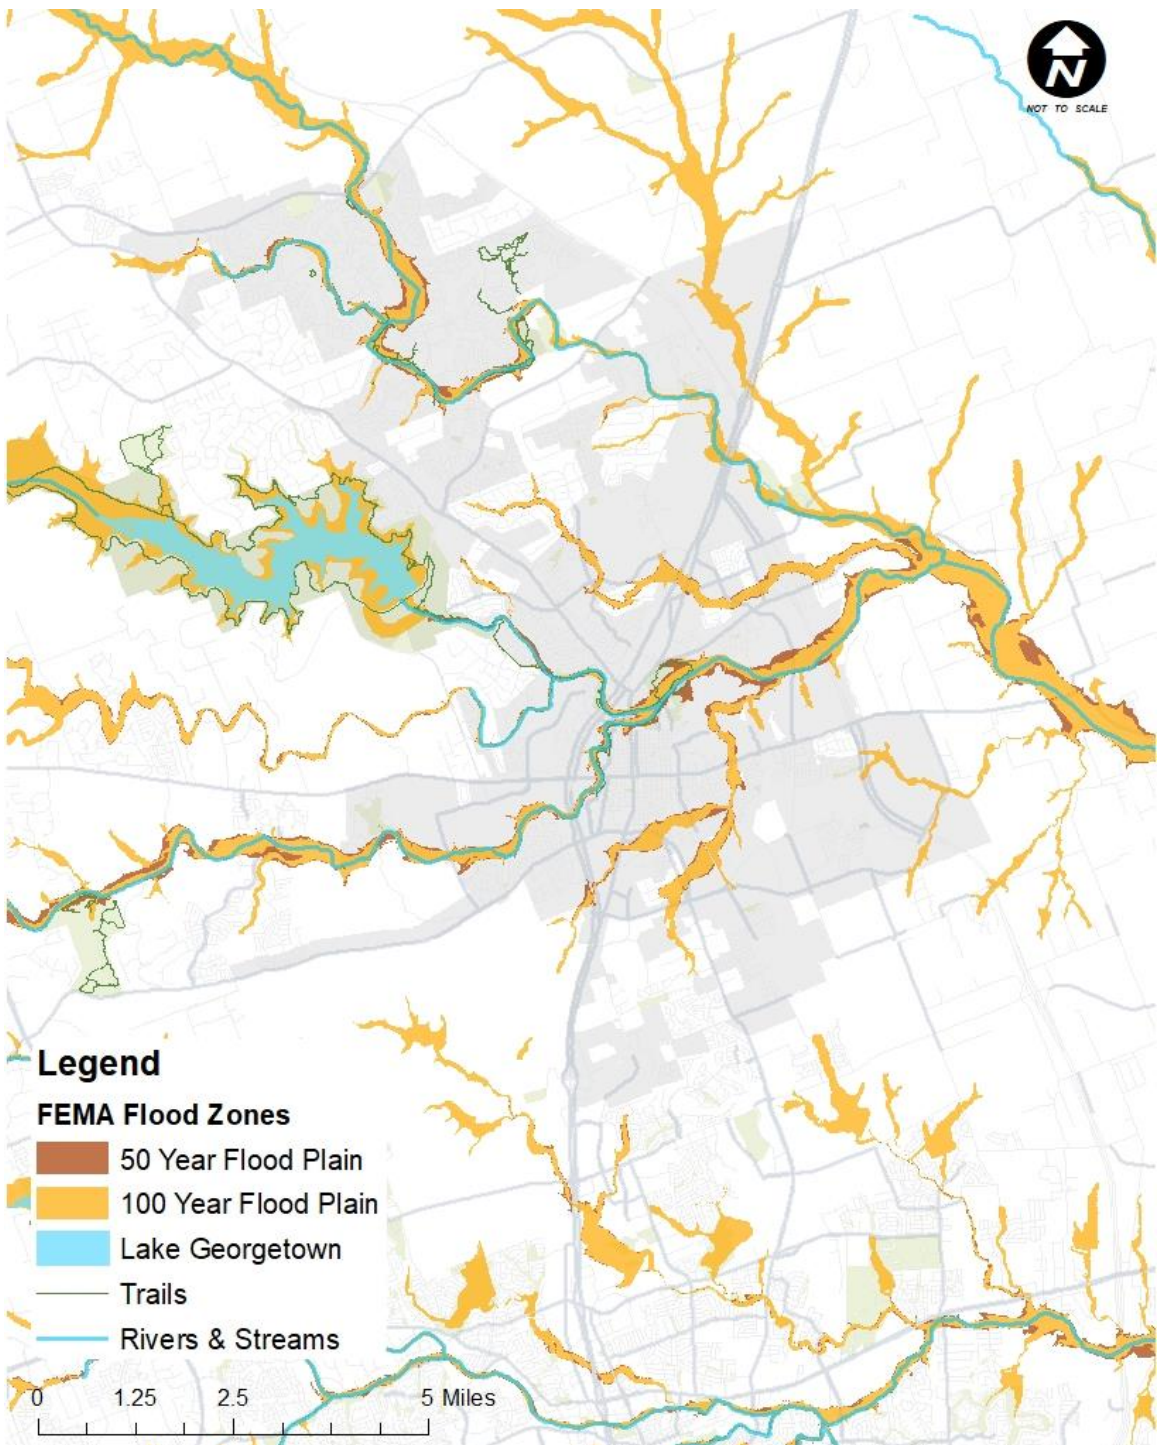 N
NOT TO SCALE
Legend
FEMA Flood Zones
50 Year Flood Plain
100 Year Flood Plain
Lake Georgetown
Trails
Rivers & Streams
0 1.25 2.5 5 Miles